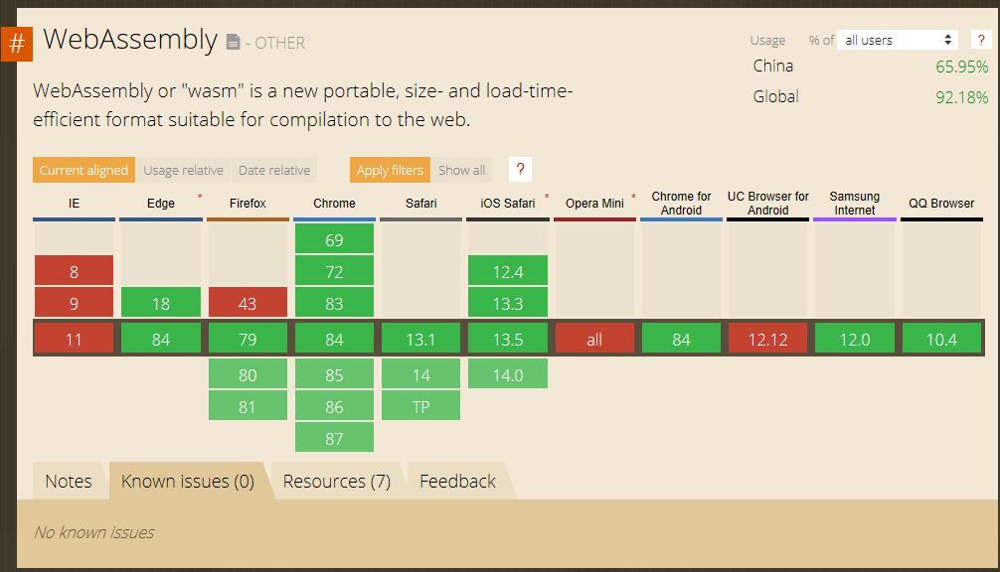 # WebAssembly - OTHER
Usage % of all users ?
China 65.95%
Global 92.18%
WebAssembly or "wasm" is a new portable, size- and load-time-
efficient format suitable for compilation to the web.
Current aligned Usage relative Date relative Apply filters Show all ?
IE Edge * Firefox Chrome Safari iOS Safari * Opera Mini * Chrome for Android UC Browser for Android Samsung Internet QQ Browser
69
8 72 12.4
9 18 43 83 13.3
11 84 79 84 13.1 13.5 all 84 12.12 12.0 10.4
80 85 14 14.0
81 86 TP
87
Notes Known issues (0) Resources (7) Feedback
No known issues